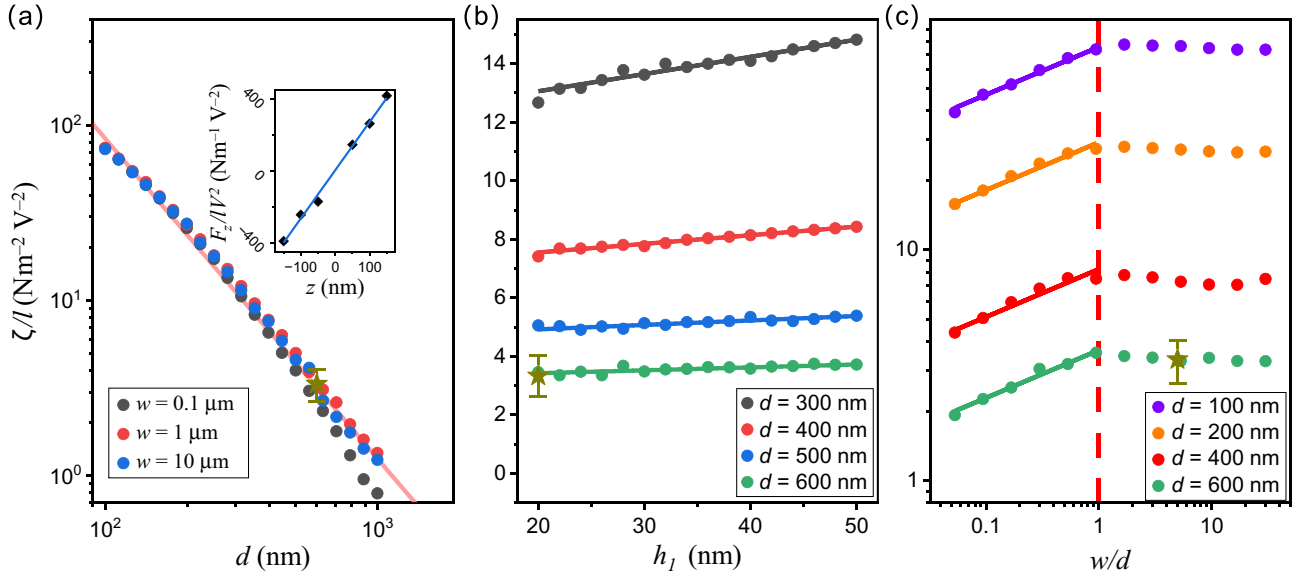 (a)
ζ/l (Nm⁻² V⁻²)
10²
10¹
10⁰
10²
10³
d (nm)
w = 0.1 μm
w = 1 μm
w = 10 μm
F_z/lV² (Nm⁻¹ V⁻²)
400
0
−400
−100
0
100
z (nm)
(b)
14
12
10
8
6
4
2
0
20
30
40
50
h₁ (nm)
d = 300 nm
d = 400 nm
d = 500 nm
d = 600 nm
(c)
10
1
0.1
1
10
w/d
d = 100 nm
d = 200 nm
d = 400 nm
d = 600 nm